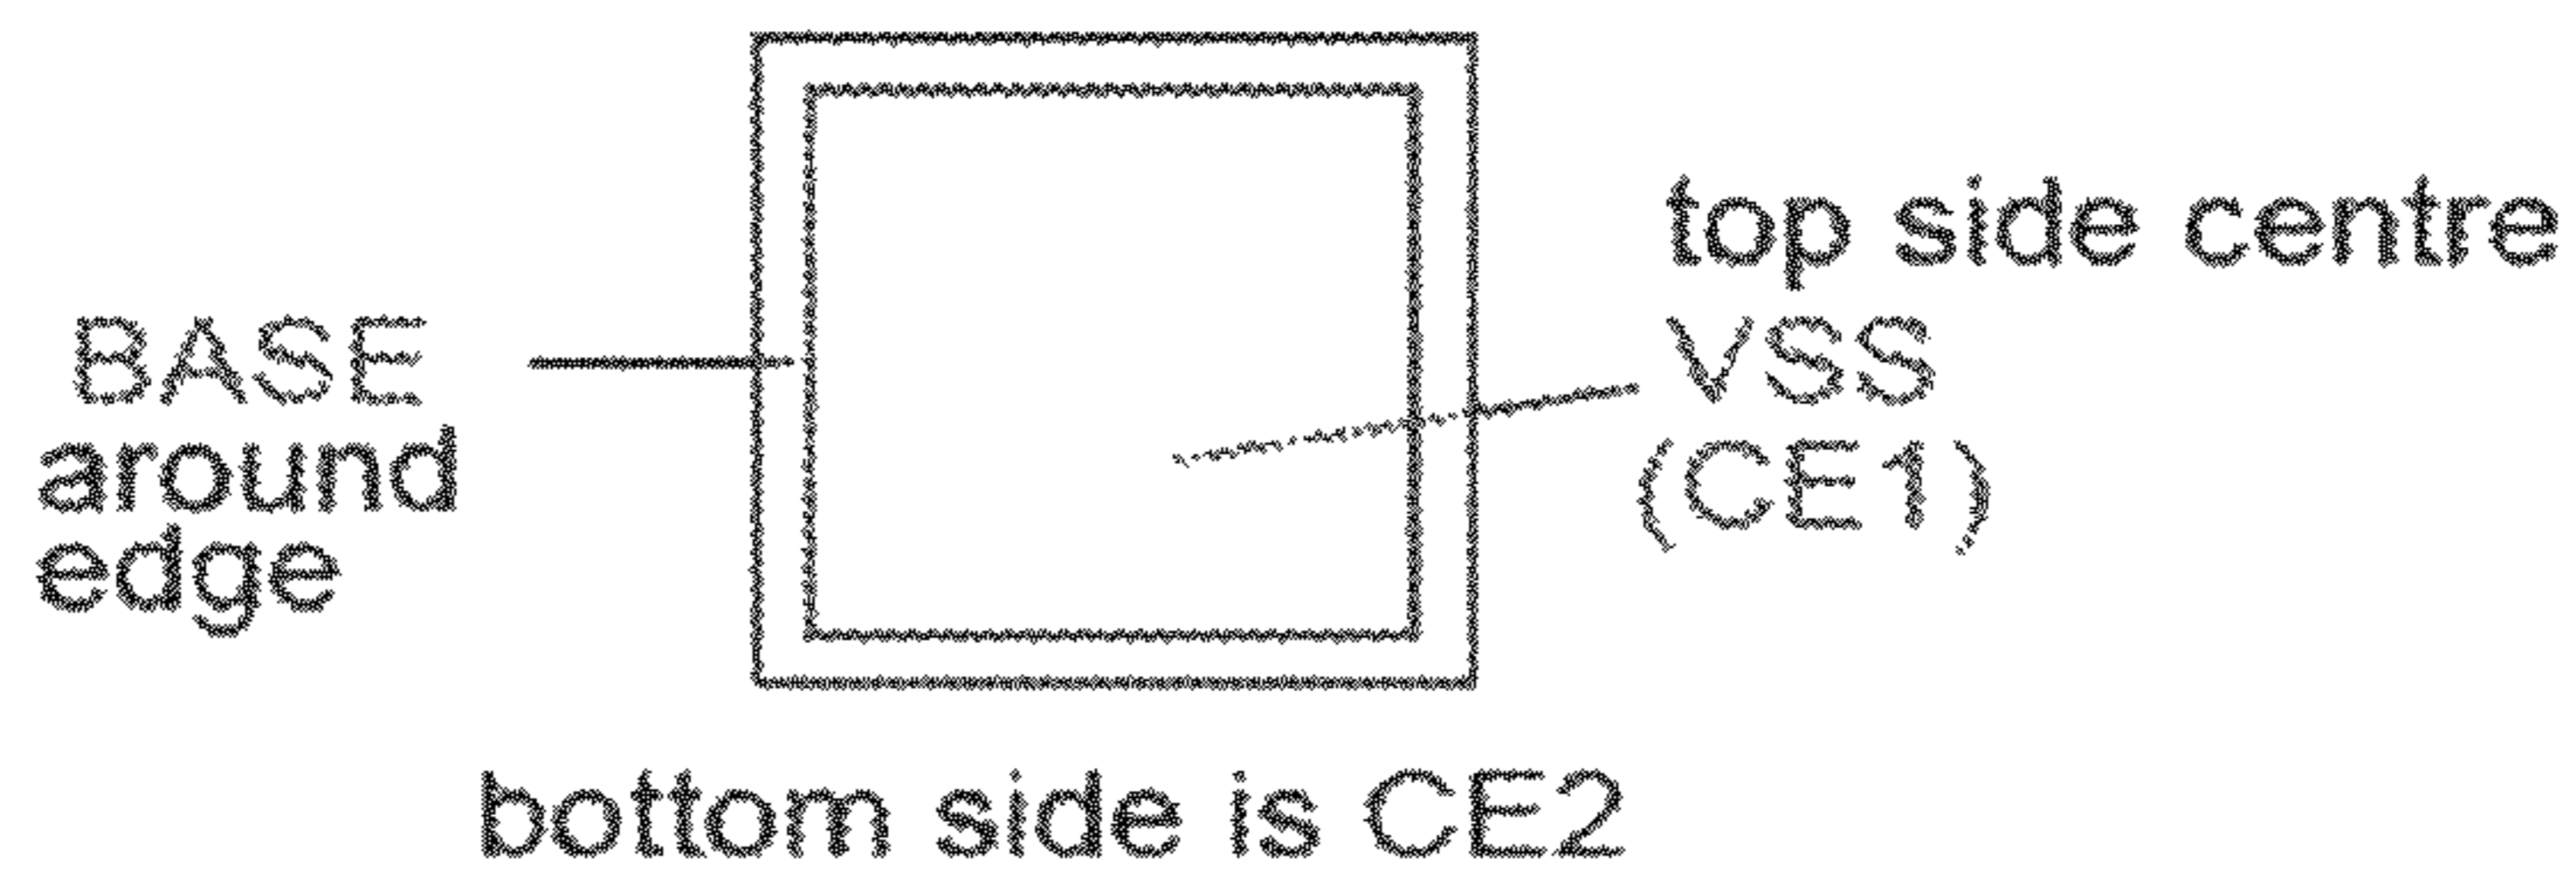 BASE
around
edge
top side centre
VSS
(CE1)
bottom side is CE2